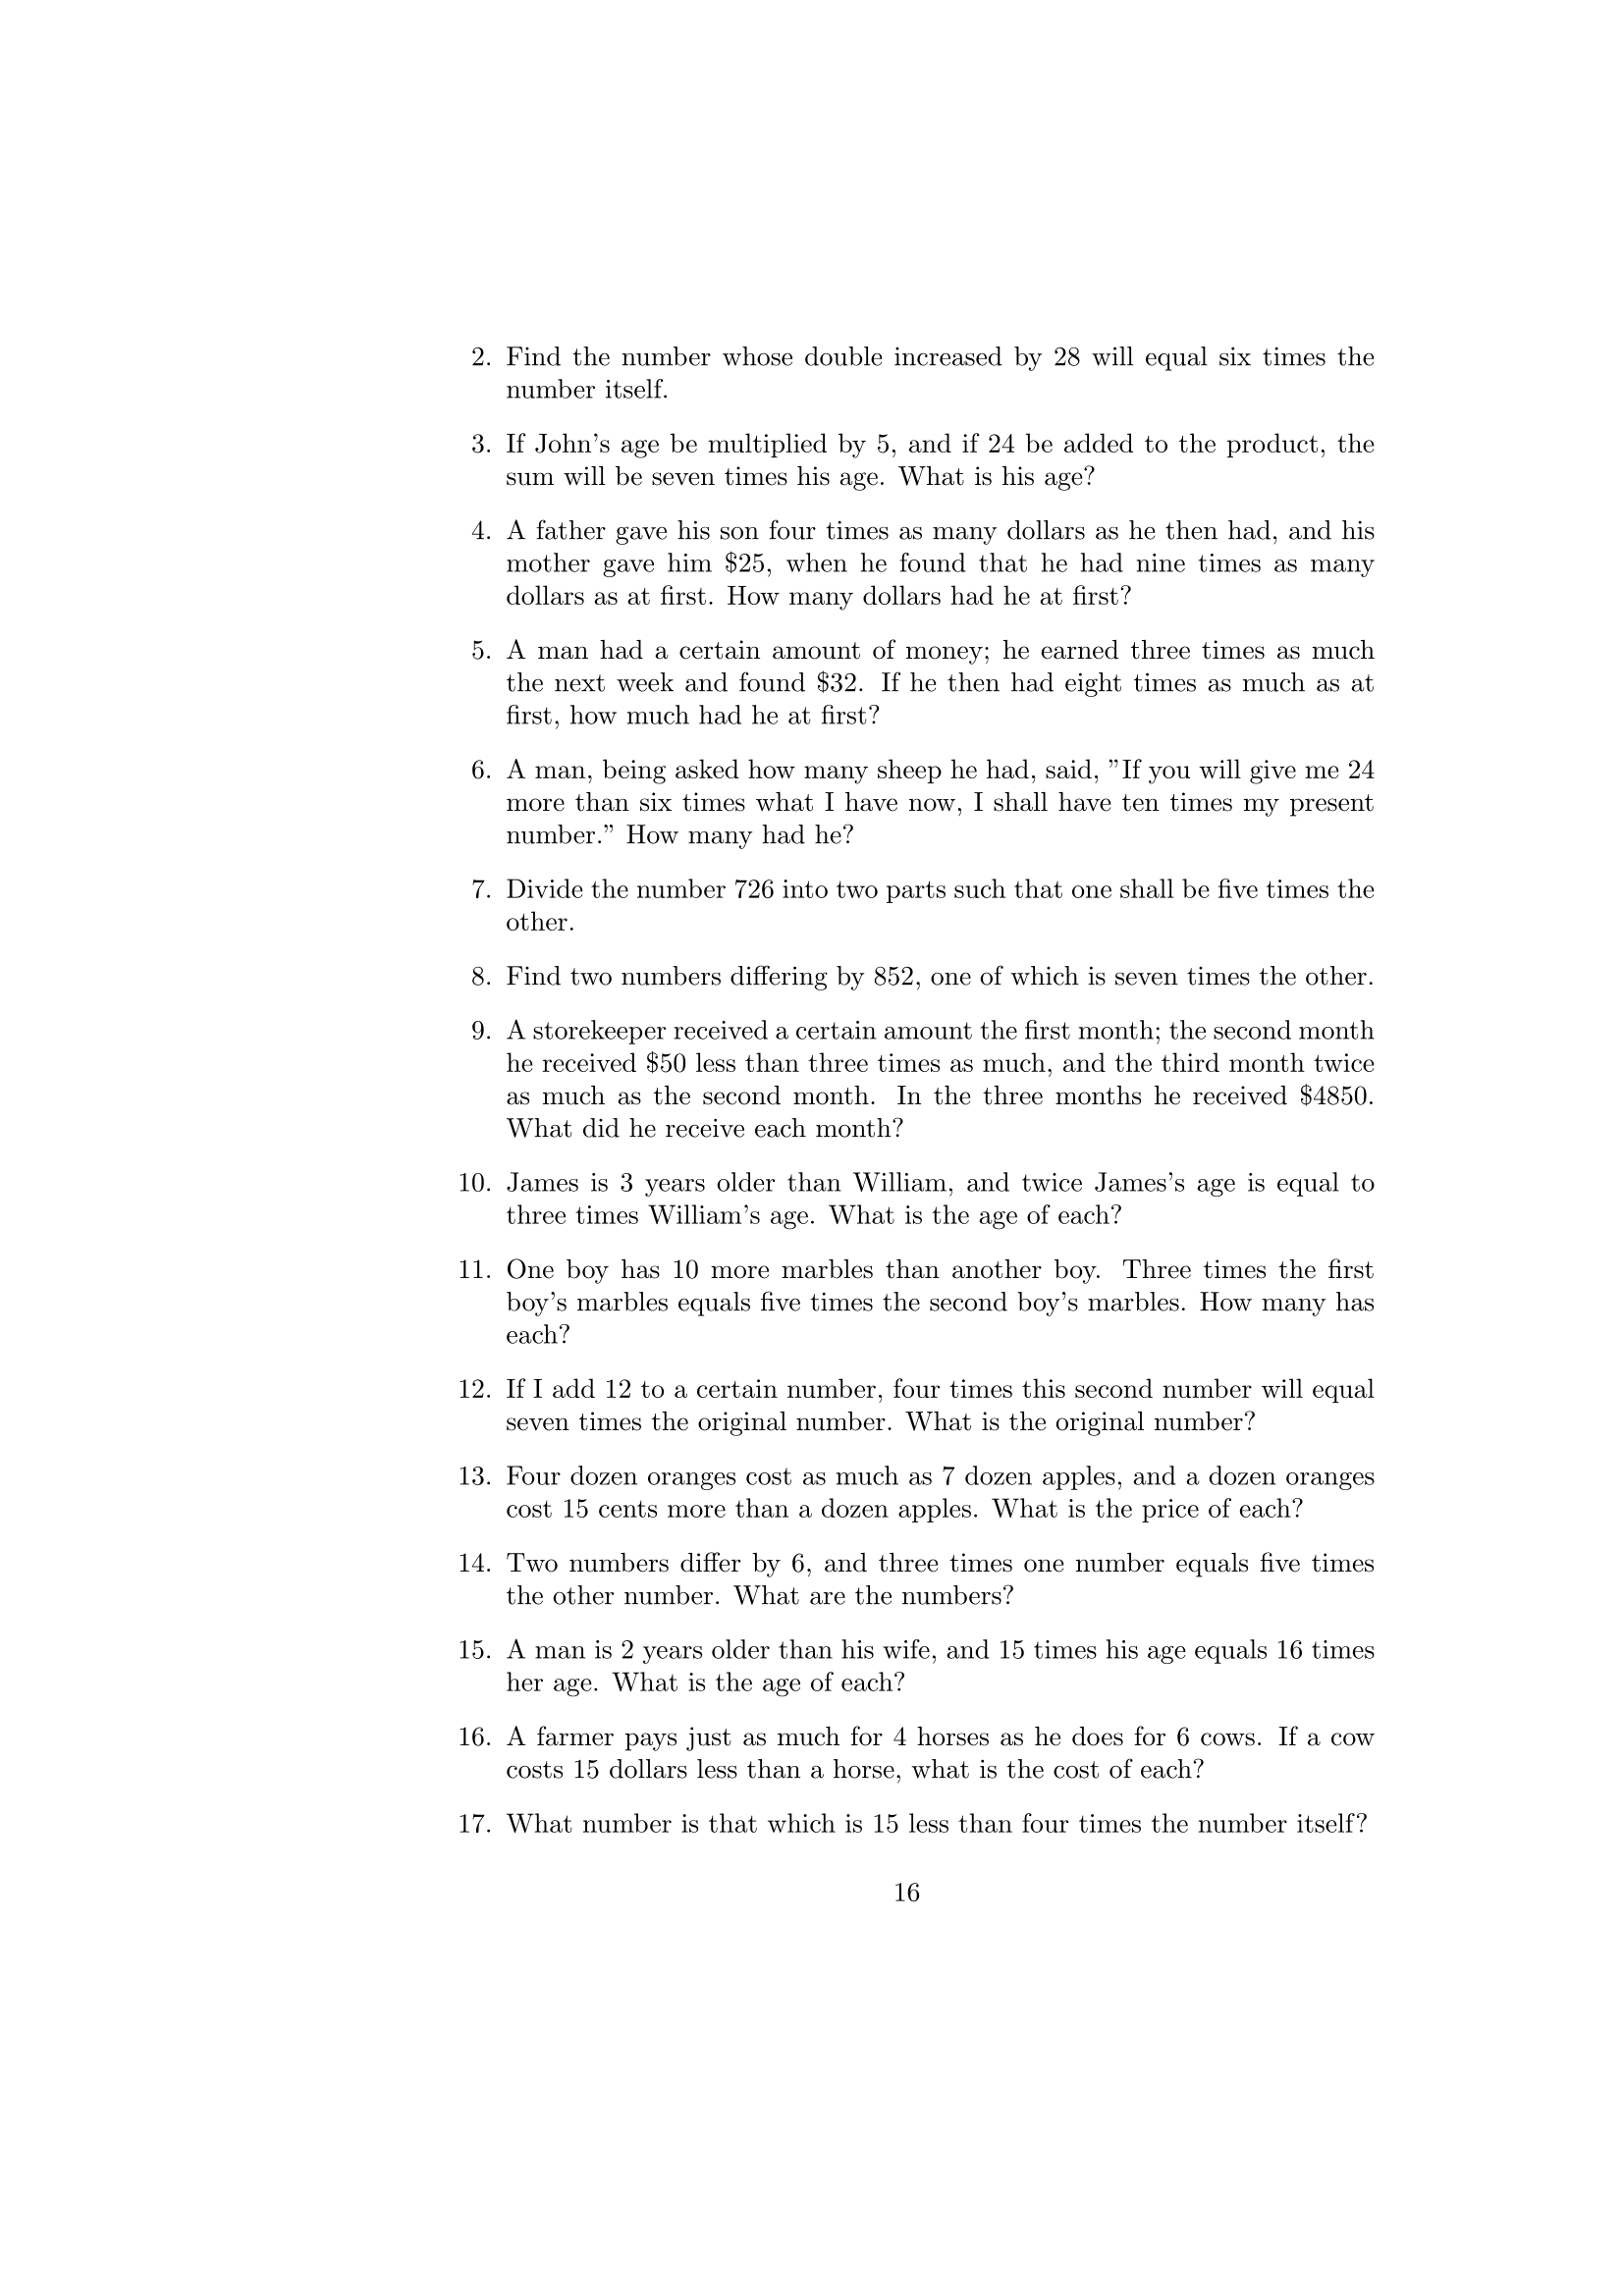 2. Find the number whose double increased by 28 will equal six times the
number itself.
3. If John’s age be multiplied by 5, and if 24 be added to the product, the
sum will be seven times his age. What is his age?
4. A father gave his son four times as many dollars as he then had, and his
mother gave him $25, when he found that he had nine times as many
dollars as at first. How many dollars had he at first?
5. A man had a certain amount of money; he earned three times as much
the next week and found $32. If he then had eight times as much as at
first, how much had he at first?
6. A man, being asked how many sheep he had, said, ”If you will give me 24
more than six times what I have now, I shall have ten times my present
number.” How many had he?
7. Divide the number 726 into two parts such that one shall be five times the
other.
8. Find two numbers differing by 852, one of which is seven times the other.
9. A storekeeper received a certain amount the first month; the second month
he received $50 less than three times as much, and the third month twice
as much as the second month. In the three months he received $4850.
What did he receive each month?
10. James is 3 years older than William, and twice James’s age is equal to
three times William’s age. What is the age of each?
11. One boy has 10 more marbles than another boy. Three times the first
boy’s marbles equals five times the second boy’s marbles. How many has
each?
12. If I add 12 to a certain number, four times this second number will equal
seven times the original number. What is the original number?
13. Four dozen oranges cost as much as 7 dozen apples, and a dozen oranges
cost 15 cents more than a dozen apples. What is the price of each?
14. Two numbers differ by 6, and three times one number equals five times
the other number. What are the numbers?
15. A man is 2 years older than his wife, and 15 times his age equals 16 times
her age. What is the age of each?
16. A farmer pays just as much for 4 horses as he does for 6 cows. If a cow
costs 15 dollars less than a horse, what is the cost of each?
17. What number is that which is 15 less than four times the number itself?
16